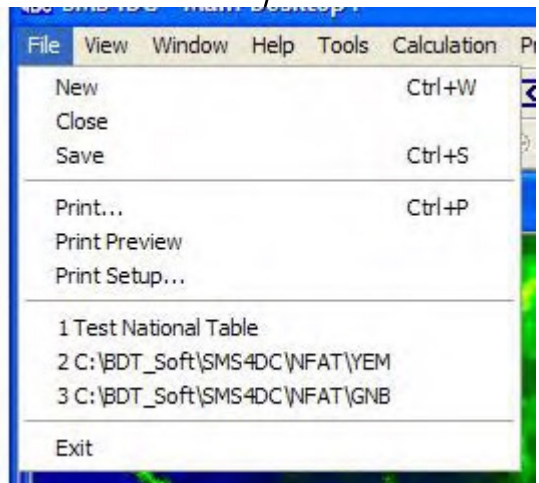 File View Window Help Tools Calculation
New Ctrl+W
Close
Save Ctrl+S
Print... Ctrl+P
Print Preview
Print Setup...
1 Test National Table
2 C:\BDT_Soft\SMS4DC\NFAT\YEM
3 C:\BDT_Soft\SMS4DC\NFAT\GNB
Exit